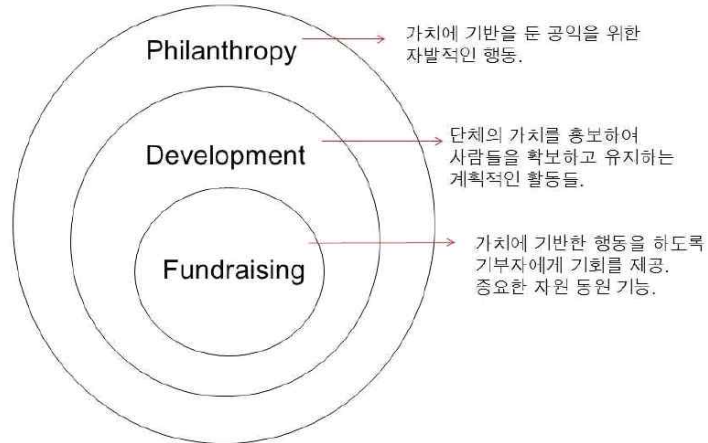 Philanthropy
가치에 기반을 둔 공익을 위한
자발적인 행동.
Development
단체의 가치를 홍보하여
사람들을 확보하고 유지하는
계획적인 활동들.
Fundraising
가치에 기반한 행동을 하도록
기부자에게 기회를 제공.
중요한 자원 동원 기능.